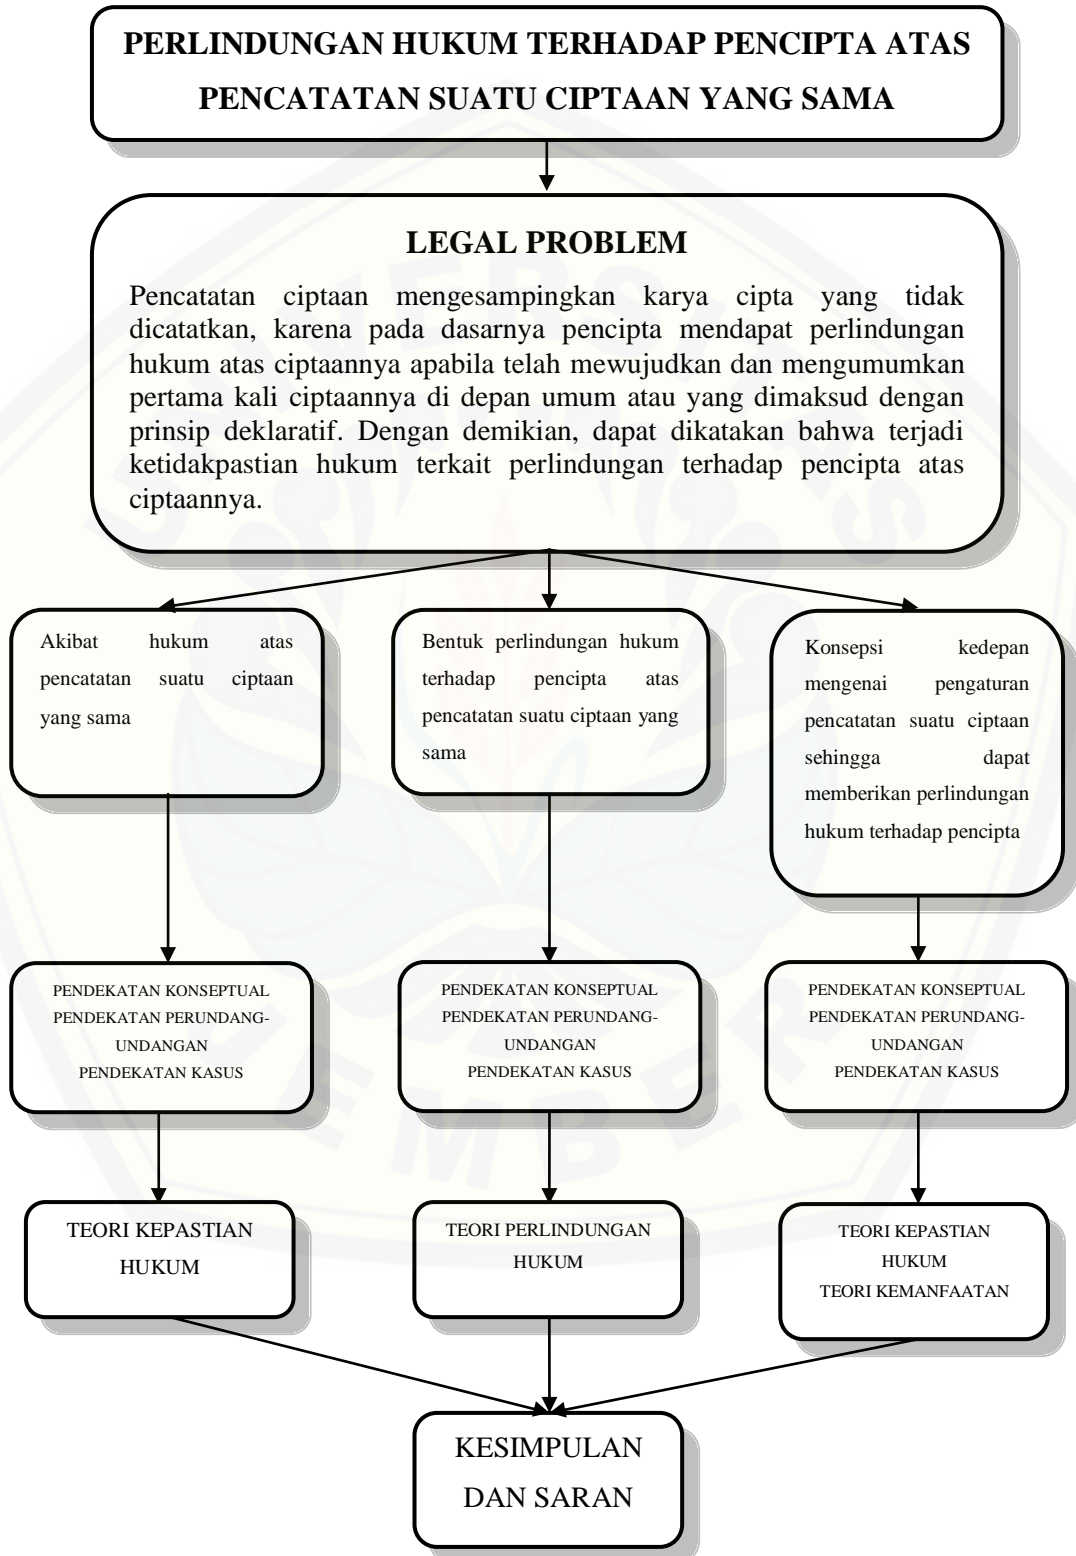 PERLINDUNGAN HUKUM TERHADAP PENCIPTA ATAS
PENCATATAN SUATU CIPTAAN YANG SAMA
LEGAL PROBLEM
Pencatatan ciptaan mengesampingkan karya cipta yang tidak
dicatatkan, karena pada dasarnya pencipta mendapat perlindungan
hukum atas ciptaannya apabila telah mewujudkan dan mengumumkan
pertama kali ciptaannya di depan umum atau yang dimaksud dengan
prinsip deklaratif. Dengan demikian, dapat dikatakan bahwa terjadi
ketidakpastian hukum terkait perlindungan terhadap pencipta atas
ciptaannya.
Akibat hukum atas
pencatatan suatu ciptaan
yang sama
Bentuk perlindungan hukum
terhadap pencipta atas
pencatatan suatu ciptaan yang
sama
Konsepsi kedepan
mengenai pengaturan
pencatatan suatu ciptaan
sehingga dapat
memberikan perlindungan
hukum terhadap pencipta
PENDEKATAN KONSEPTUAL
PENDEKATAN PERUNDANG-
UNDANGAN
PENDEKATAN KASUS
PENDEKATAN KONSEPTUAL
PENDEKATAN PERUNDANG-
UNDANGAN
PENDEKATAN KASUS
PENDEKATAN KONSEPTUAL
PENDEKATAN PERUNDANG-
UNDANGAN
PENDEKATAN KASUS
TEORI KEPASTIAN
HUKUM
TEORI PERLINDUNGAN
HUKUM
TEORI KEPASTIAN
HUKUM
TEORI KEMANFAATAN
KESIMPULAN
DAN SARAN
UNIVERSITAS
JEMBER